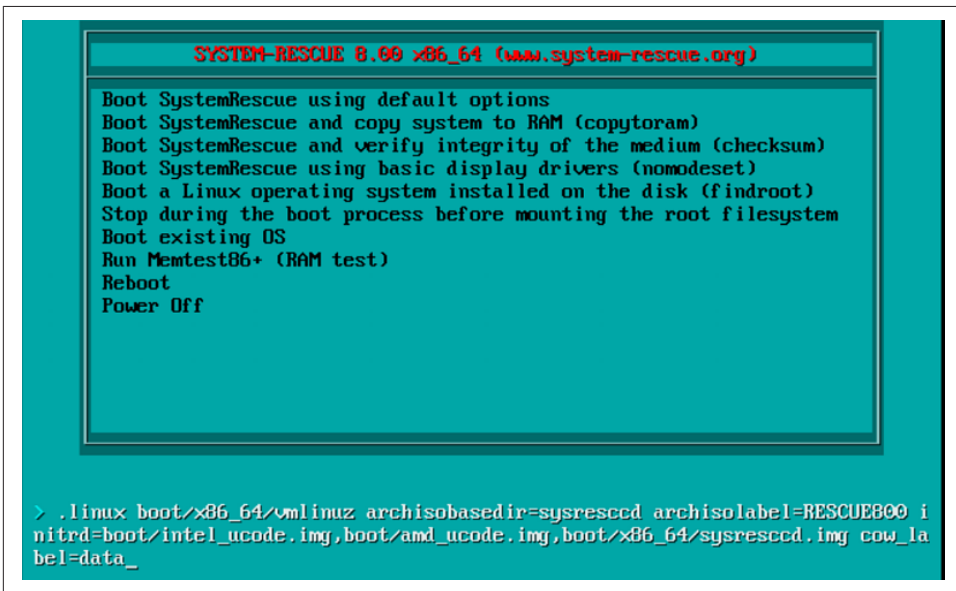 SYSTEM-RESCUE 8.00 x86_64 (www.system-rescue.org)
Boot SystemRescue using default options
Boot SystemRescue and copy system to RAM (copytoram)
Boot SystemRescue and verify integrity of the medium (checksum)
Boot SystemRescue using basic display drivers (nomodeset)
Boot a Linux operating system installed on the disk (findroot)
Stop during the boot process before mounting the root filesystem
Boot existing OS
Run Memtest86+ (RAM test)
Reboot
Power Off
> .linux boot/x86_64/vmlinuz archisobasedir=sysresccd archisolabel=RESCUE800 i
nitrd=boot/intel_ucode.img,boot/amd_ucode.img,boot/x86_64/sysresccd.img cow_la
bel=data_